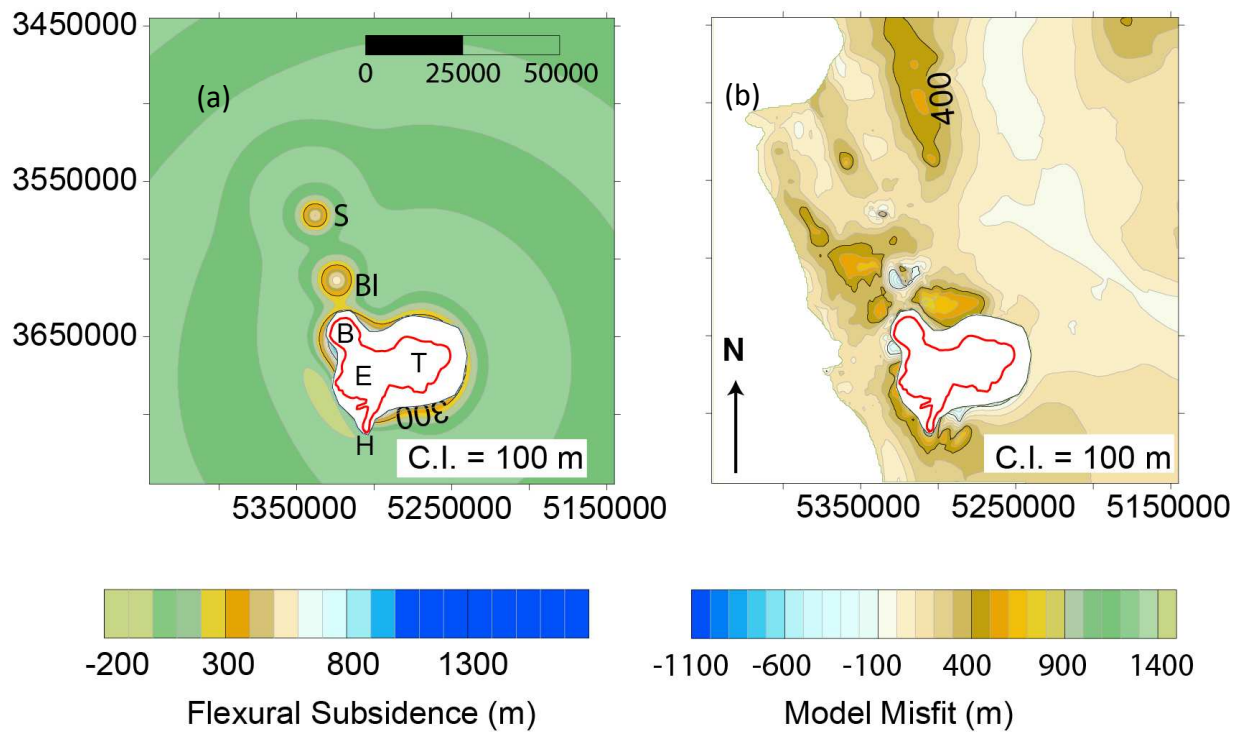 3450000
3550000
3650000
(a)
0 25000 50000
S
BI
B
E
T
H
300
C.I. = 100 m
5350000 5250000 5150000
(b)
400
N
C.I. = 100 m
5350000 5250000 5150000
-200 300 800 1300
Flexural Subsidence (m)
-1100 -600 -100 400 900 1400
Model Misfit (m)